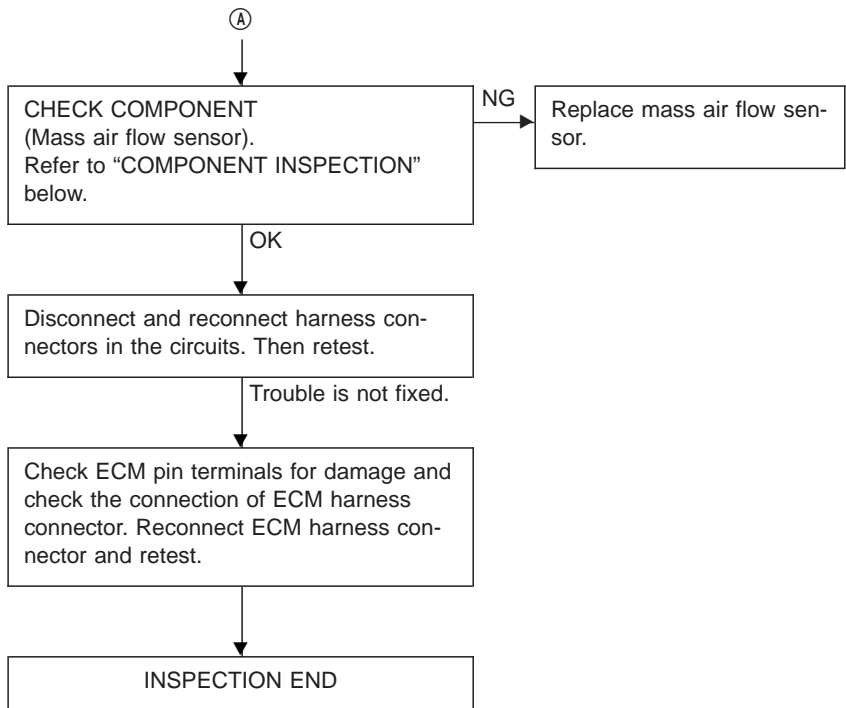 Ⓐ
CHECK COMPONENT
(Mass air flow sensor).
Refer to “COMPONENT INSPECTION”
below.
NG
Replace mass air flow sen-
sor.
OK
Disconnect and reconnect harness con-
nectors in the circuits. Then retest.
Trouble is not fixed.
Check ECM pin terminals for damage and
check the connection of ECM harness
connector. Reconnect ECM harness con-
nector and retest.
INSPECTION END